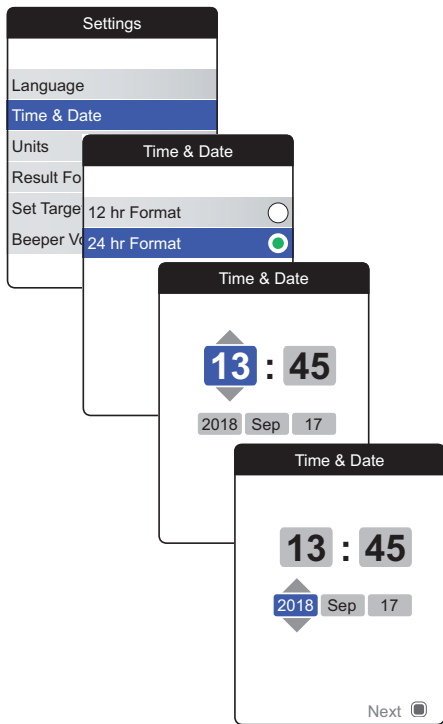 Settings
Language
Time & Date
Units
Result Fo
Set Targe
Beeper Vo
Time & Date
12 hr Format
24 hr Format
Time & Date
13 : 45
2018 Sep 17
Time & Date
13 : 45
2018 Sep 17
Next